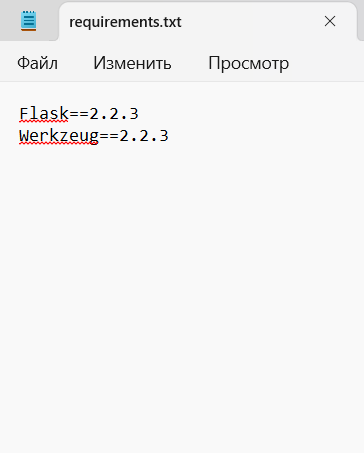 requirements.txt
Файл Изменить Просмотр
Flask==2.2.3
Werkzeug==2.2.3